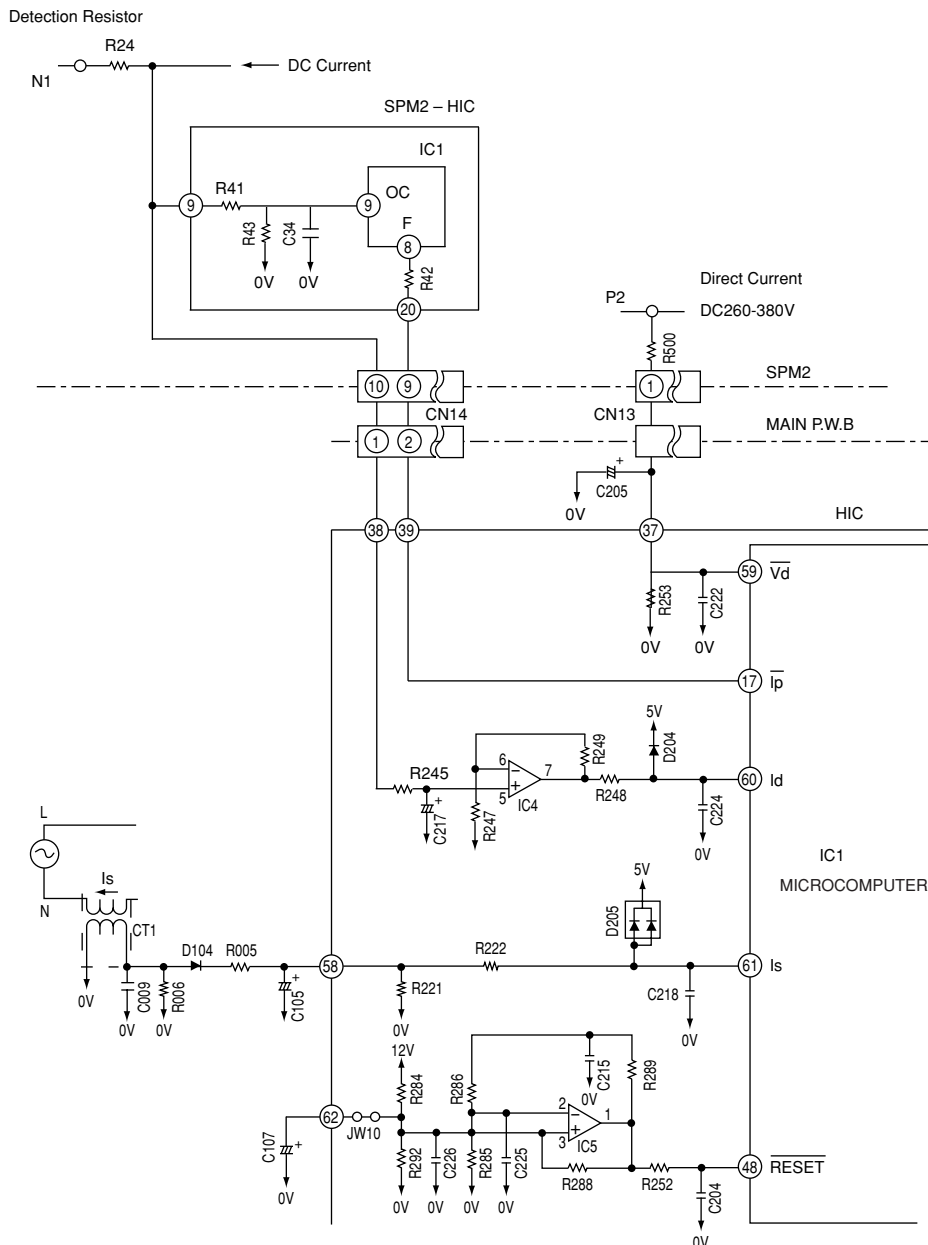 Detection Resistor
R24
N1
DC Current
SPM2 – HIC
IC1
9
R41
9
OC
R43
C34
F
8
0V
0V
R42
20
Direct Current
P2
DC260-380V
R500
10
9
1
SPM2
CN14
CN13
MAIN P.W.B
1
2
+
C205
0V
38
39
37
HIC
59
Vd
R253
C222
0V
0V
17
Ip
5V
D204
R249
R245
6
−
7
5
+
IC4
R248
60
Id
+
C217
R247
C224
0V
L
Is
N
CT1
IC1
MICROCOMPUTER
5V
D205
D104
R005
58
R222
61
Is
0V
C009
R006
+
C105
R221
C218
0V
0V
0V
0V
0V
12V
R284
R286
C215
0V
R289
62
JW10
2
−
1
3
+
IC5
C107
+
R292
C226
R285
C225
R288
R252
48
RESET
C204
0V
0V
0V
0V
0V
0V